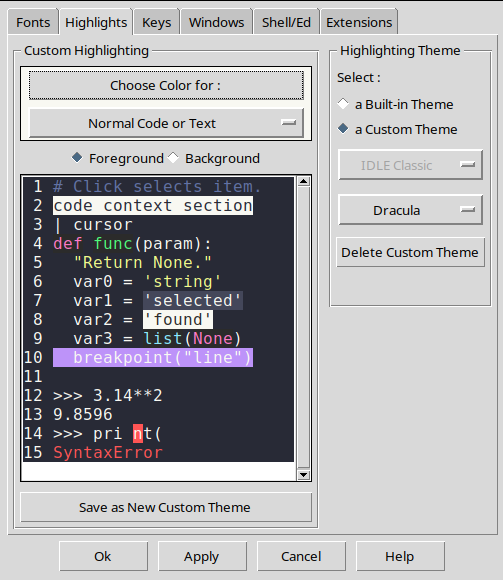 Fonts Highlights Keys Windows Shell/Ed Extensions
Custom Highlighting
Choose Color for :
Normal Code or Text
Foreground Background
1 # Click selects item.
2 code context section
3 | cursor
4 def func(param):
5   "Return None."
6   var0 = 'string'
7   var1 = 'selected'
8   var2 = 'found'
9   var3 = list(None)
10   breakpoint("line")
11
12 >>> 3.14**2
13 9.8596
14 >>> pri nt(
15 SyntaxError
Save as New Custom Theme
Highlighting Theme
Select :
a Built-in Theme
a Custom Theme
IDLE Classic
Dracula
Delete Custom Theme
Ok Apply Cancel Help